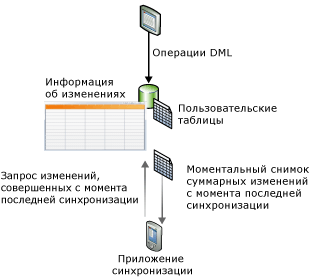 Операции DML
Информация
об изменениях
Пользовательские
таблицы
Запрос изменений,
совершенных с момента
последней синхронизации
Моментальный снимок
суммарных изменений
с момента последней
синхронизации
Приложение
синхронизации